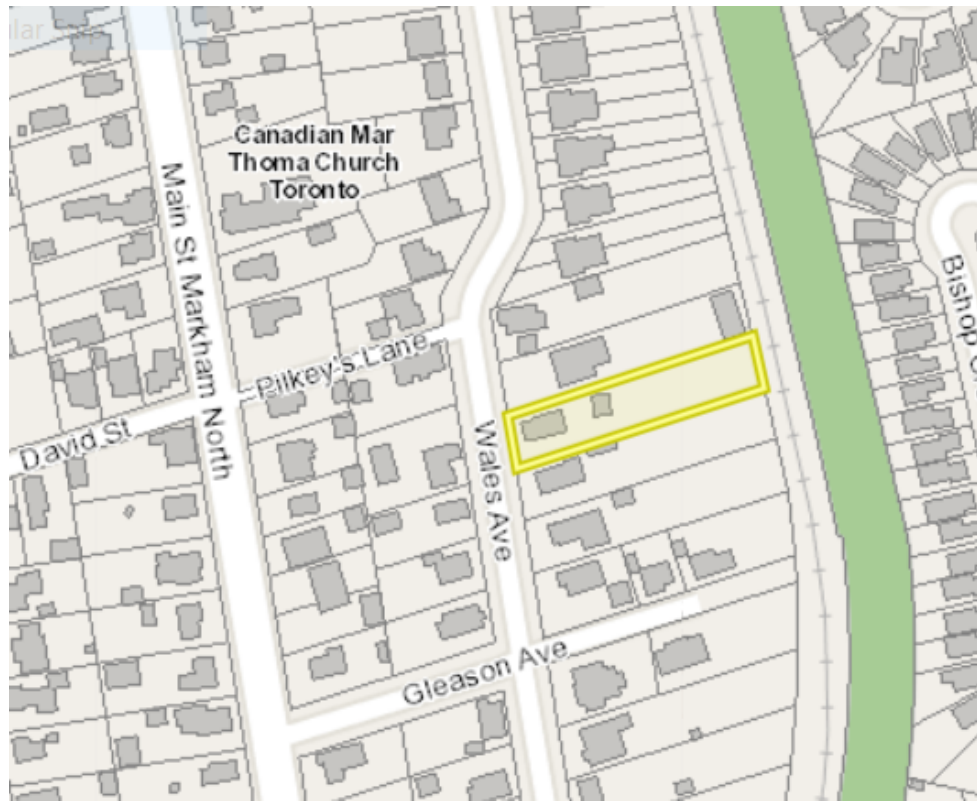 Canadian Mar
Thoma Church
Toronto
Main St Markham North
Pilkey's Lane
David St
Wales Ave
Gleason Ave
Bishop